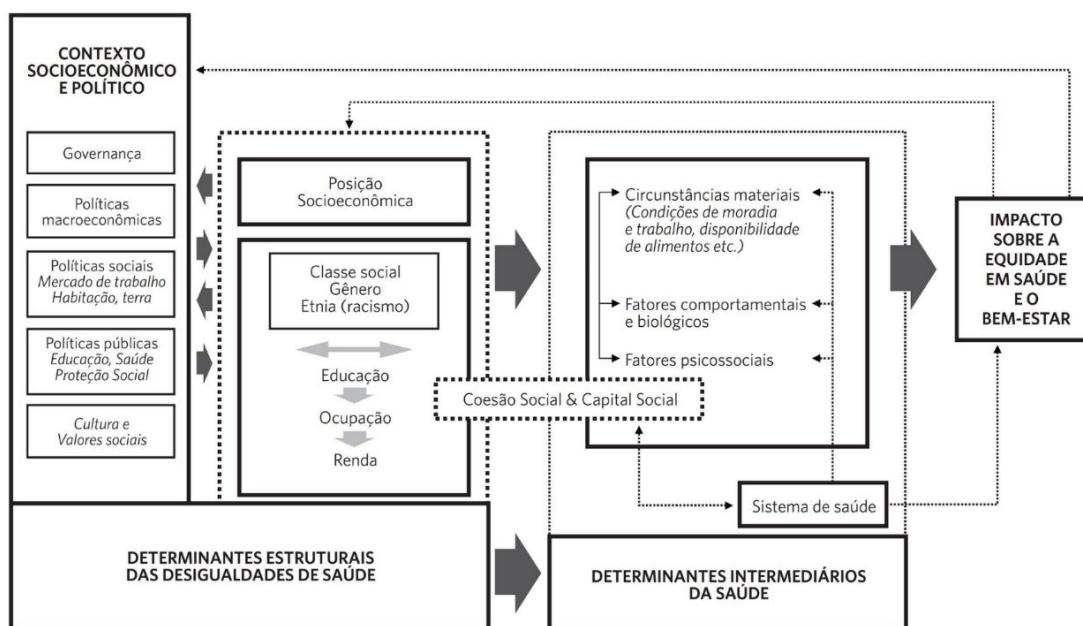 CONTEXTO
SOCIOECONÔMICO
E POLÍTICO
Governança
Políticas
macroeconômicas
Políticas sociais
Mercado de trabalho
Habitação, terra
Políticas públicas
Educação, Saúde
Proteção Social
Cultura e
Valores sociais
Posição
Socioeconômica
Classe social
Gênero
Etnia (racismo)
Educação
Ocupação
Renda
Coesão Social & Capital Social
Circunstâncias materiais
(Condições de moradia
e trabalho, disponibilidade
de alimentos etc.)
Fatores comportamentais
e biológicos
Fatores psicossociais
Sistema de saúde
IMPACTO
SOBRE A
EQUIDADE
EM SAÚDE
E O
BEM-ESTAR
DETERMINANTES ESTRUTURAIS
DAS DESIGUALDADES DE SAÚDE
DETERMINANTES INTERMEDIÁRIOS
DA SAÚDE